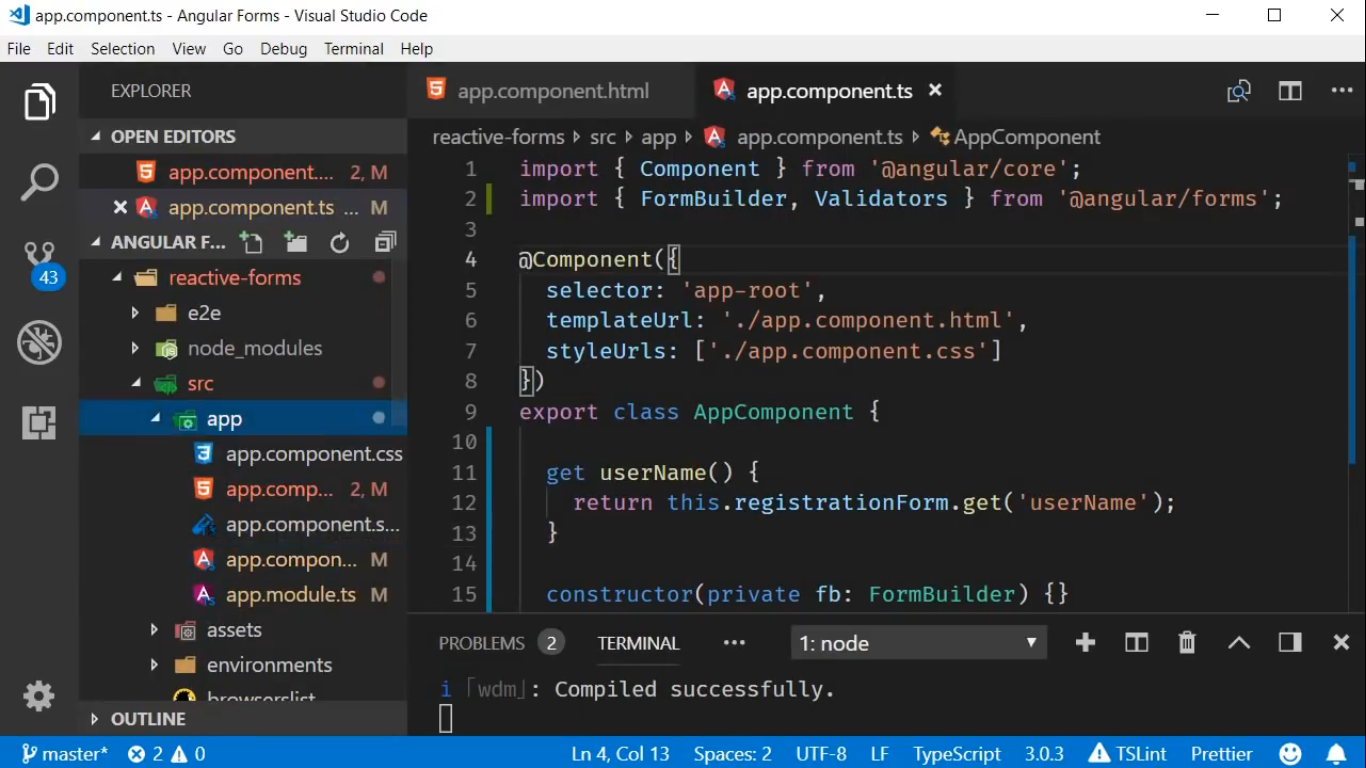 app.component.ts - Angular Forms - Visual Studio Code
File Edit Selection View Go Debug Terminal Help
EXPLORER
OPEN EDITORS
app.component.... 2, M
app.component.ts ... M
ANGULAR F...
43
reactive-forms
e2e
node_modules
src
app
app.component.css
app.comp... 2, M
app.component.s...
app.compon... M
app.module.ts M
assets
environments
browserslist
OUTLINE
app.component.html app.component.ts
reactive-forms src app app.component.ts AppComponent
1 import { Component } from '@angular/core';
2 import { FormBuilder, Validators } from '@angular/forms';
3
4 @Component({
5 selector: 'app-root',
6 templateUrl: './app.component.html',
7 styleUrls: ['./app.component.css']
8 })
9 export class AppComponent {
10
11 get userName() {
12 return this.registrationForm.get('userName');
13 }
14
15 constructor(private fb: FormBuilder) {}
PROBLEMS 2 TERMINAL ... 1: node
i ｢wdm｣: Compiled successfully.
master* 2 0 Ln 4, Col 13 Spaces: 2 UTF-8 LF TypeScript 3.0.3 TSLint Prettier